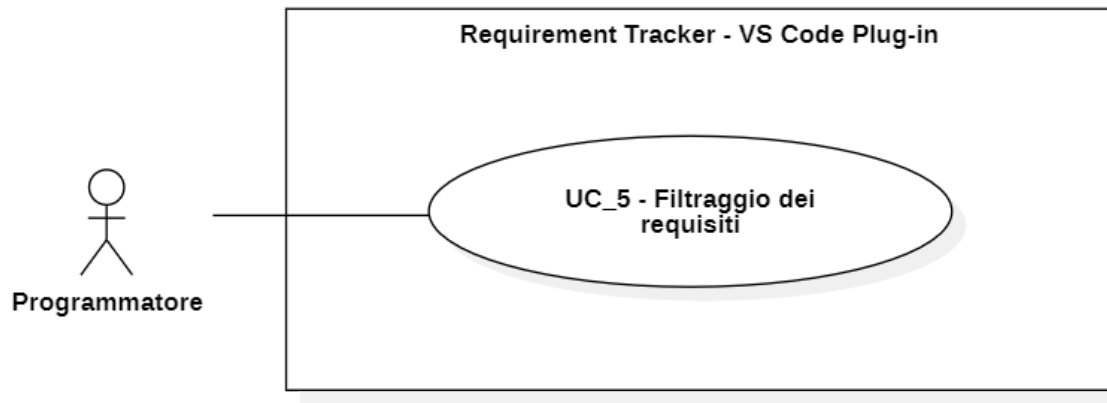 Requirement Tracker - VS Code Plug-in
UC_5 - Filtraggio dei
requisiti
Programmatore